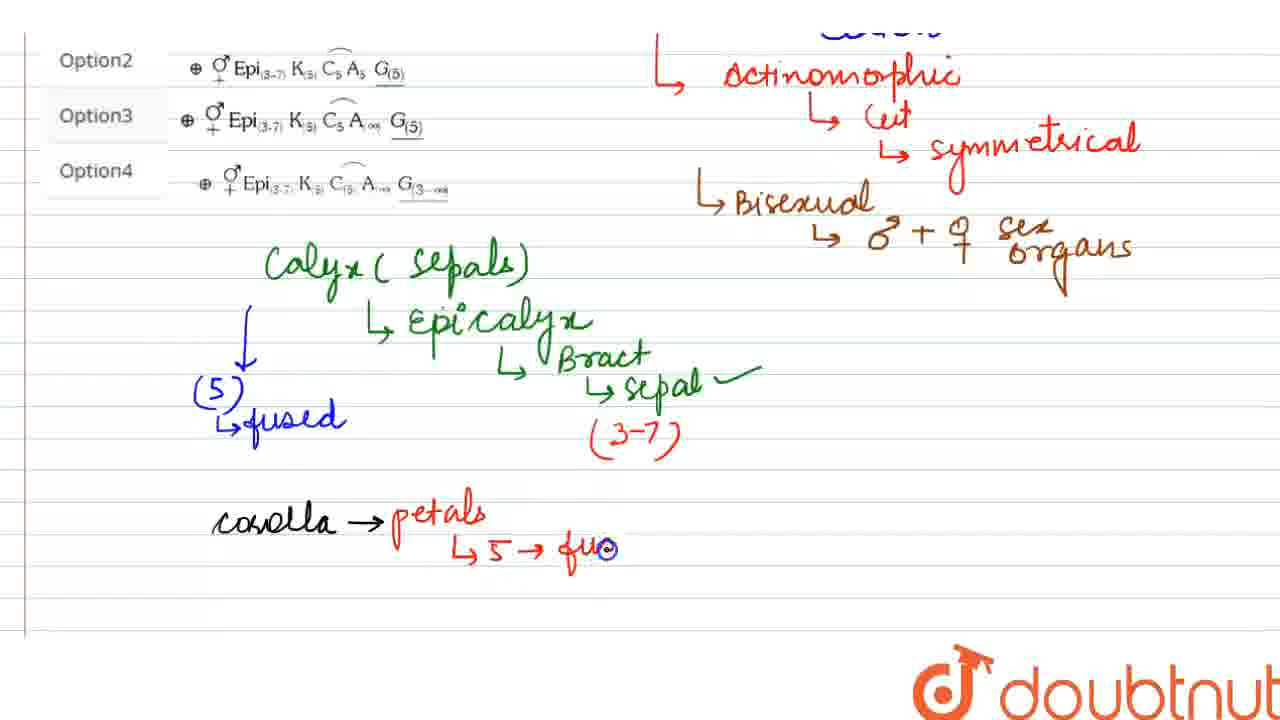 Option2
⊕ ⚥ Epi(3-7) K(5) C5 A5 G(5)
Option3
⊕ ⚥ Epi(3-7) K(5) C5 A(∞) G(5)
Option4
⊕ ⚥ Epi(3-7) K(5) C(5) A(∞) G(3-∞)
Actinomorphic
↳ Cut
↳ symmetrical
↳ Bisexual
↳ ♂ + ♀ sex
organs
Calyx ( sepals)
↳ Epicalyx
↳ Bract
↳ sepal ✓
(3-7)
(5)
↳ fused
corolla → petals
↳ 5 → fu
doubtnut